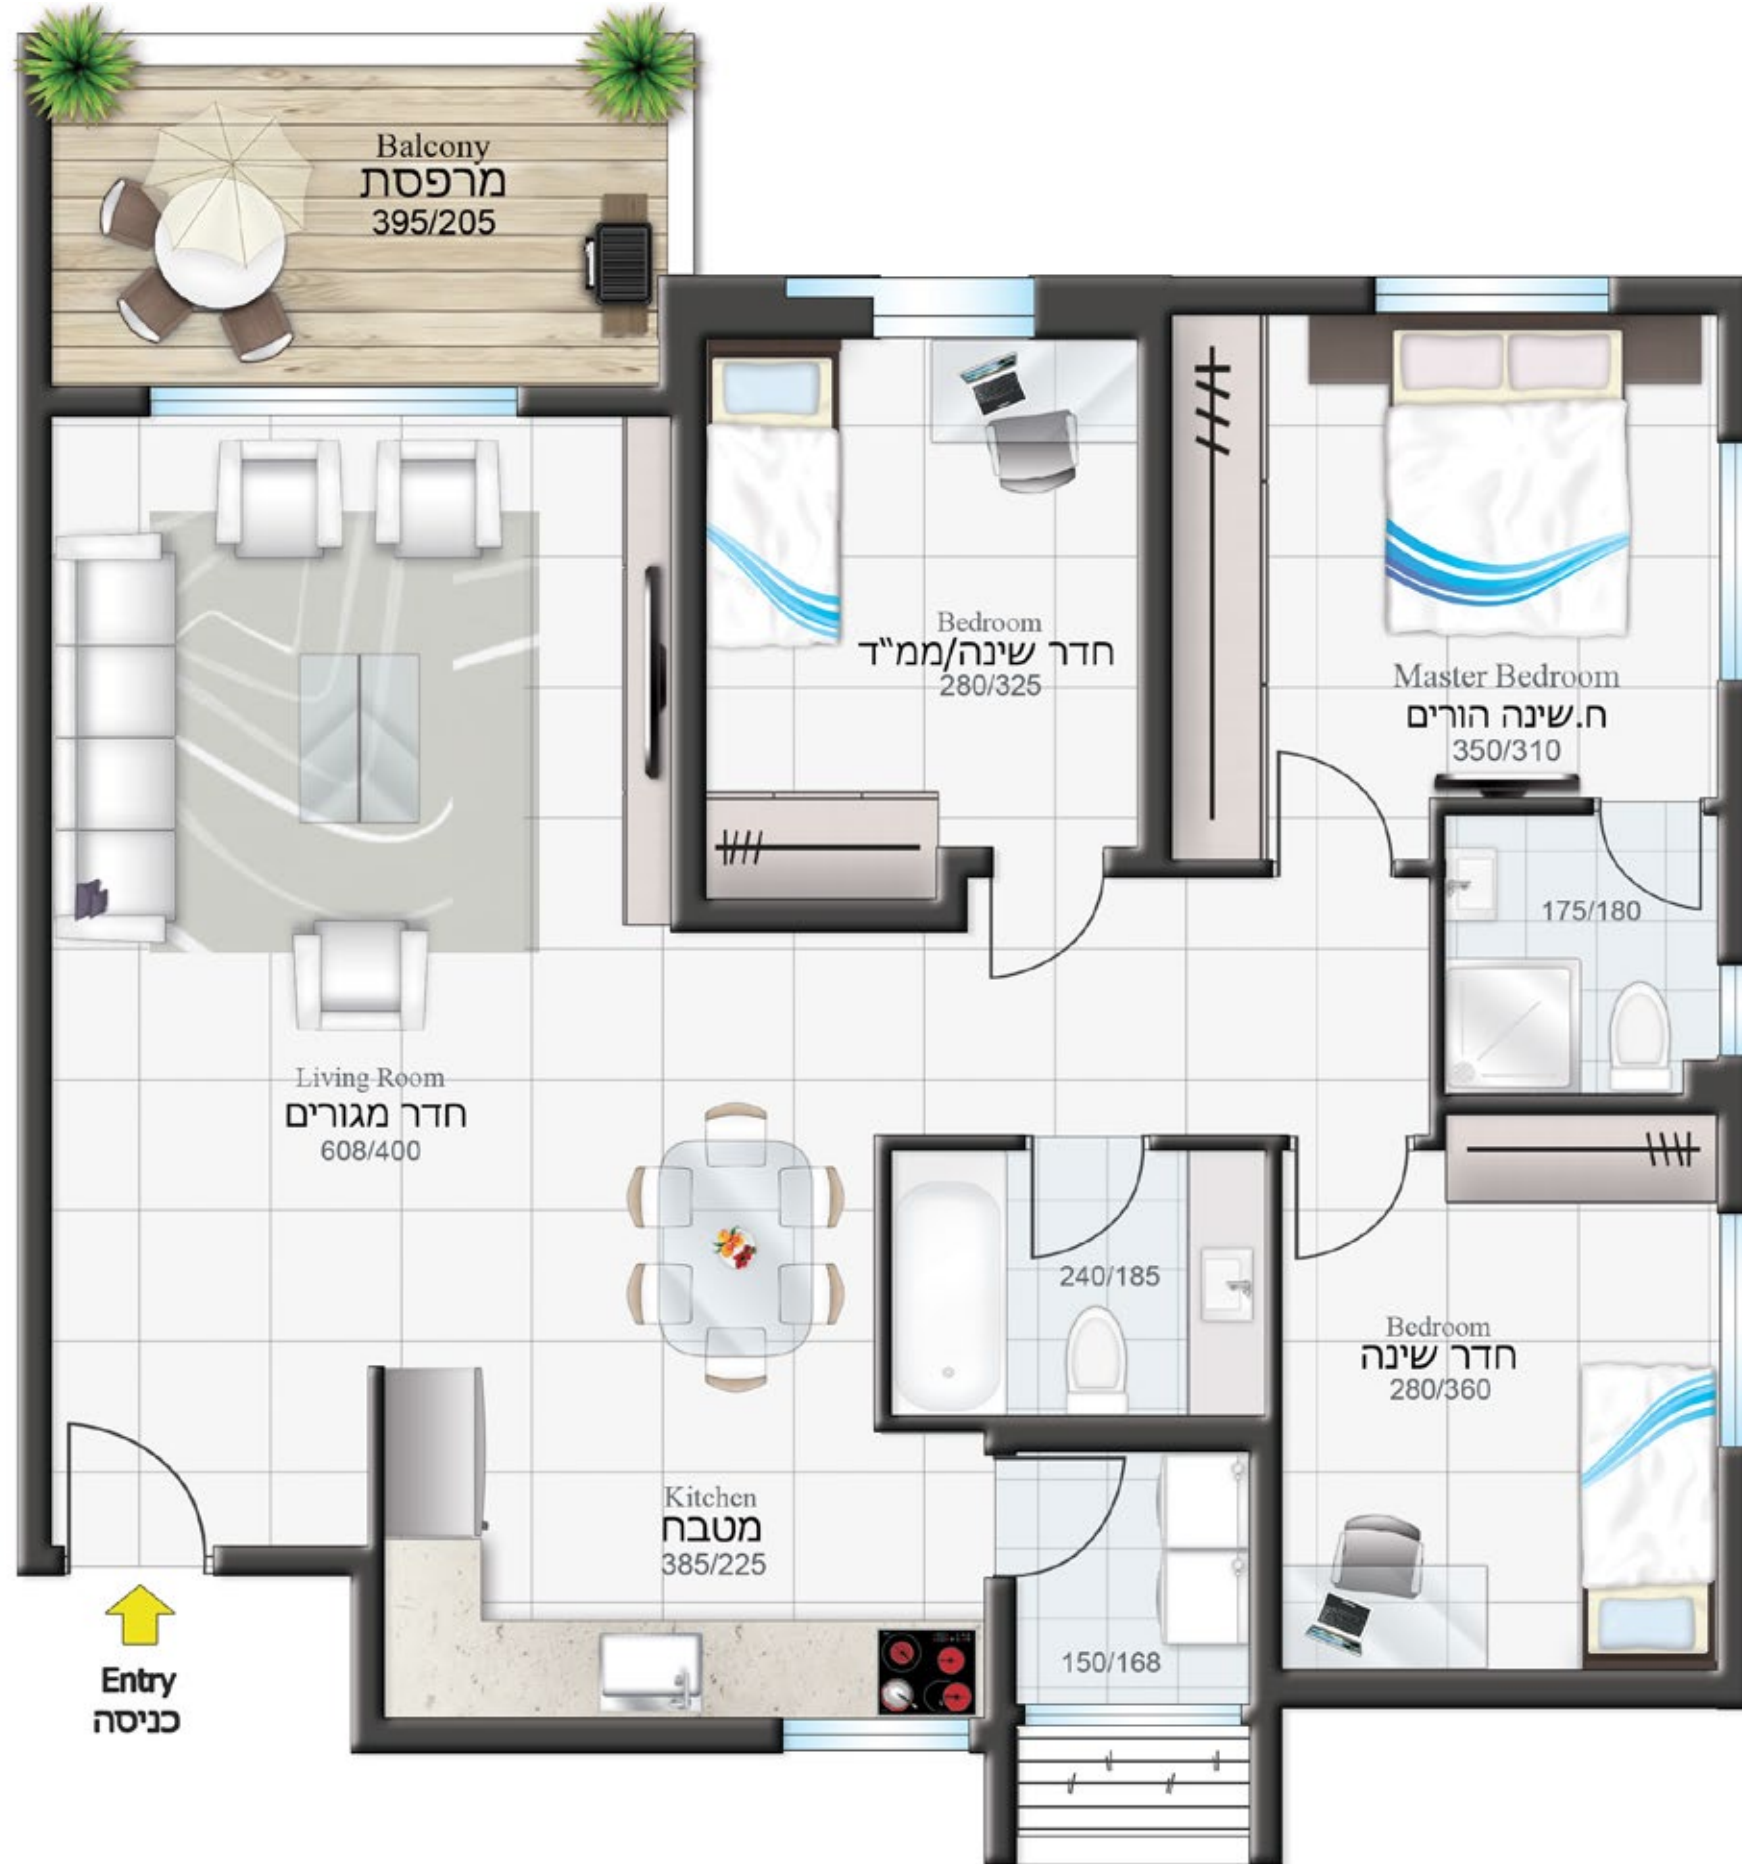 Balcony
מרפסת
395/205
Bedroom
חדר שינה/ממ"ד
280/325
Master Bedroom
ח.שינה הורים
350/310
175/180
Living Room
חדר מגורים
608/400
240/185
Bedroom
חדר שינה
280/360
Kitchen
מטבח
385/225
150/168
Entry
כניסה